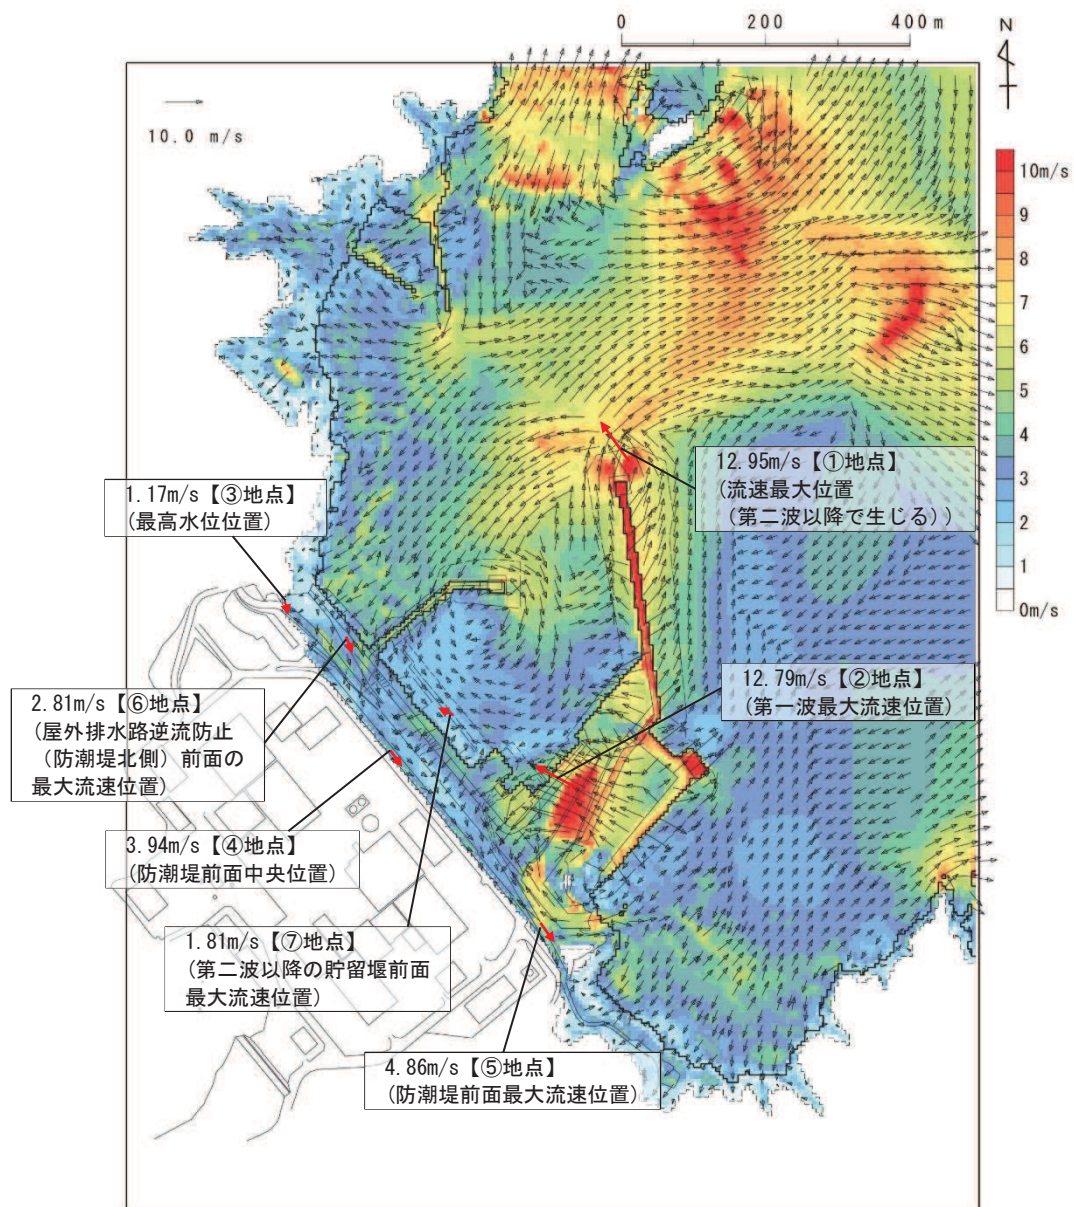 0 200 400m
N
10.0 m/s
10m/s
9
8
7
6
5
4
3
2
1
0m/s
12.95m/s【①地点】
(流速最大位置
(第二波以降で生じる))
1.17m/s【③地点】
(最高水位位置)
12.79m/s【②地点】
(第一波最大流速位置)
2.81m/s【⑥地点】
(屋外排水路逆流防止
(防潮堤北側)前面の
最大流速位置)
3.94m/s【④地点】
(防潮堤前面中央位置)
1.81m/s【⑦地点】
(第二波以降の貯留堰前面
最大流速位置)
4.86m/s【⑤地点】
(防潮堤前面最大流速位置)